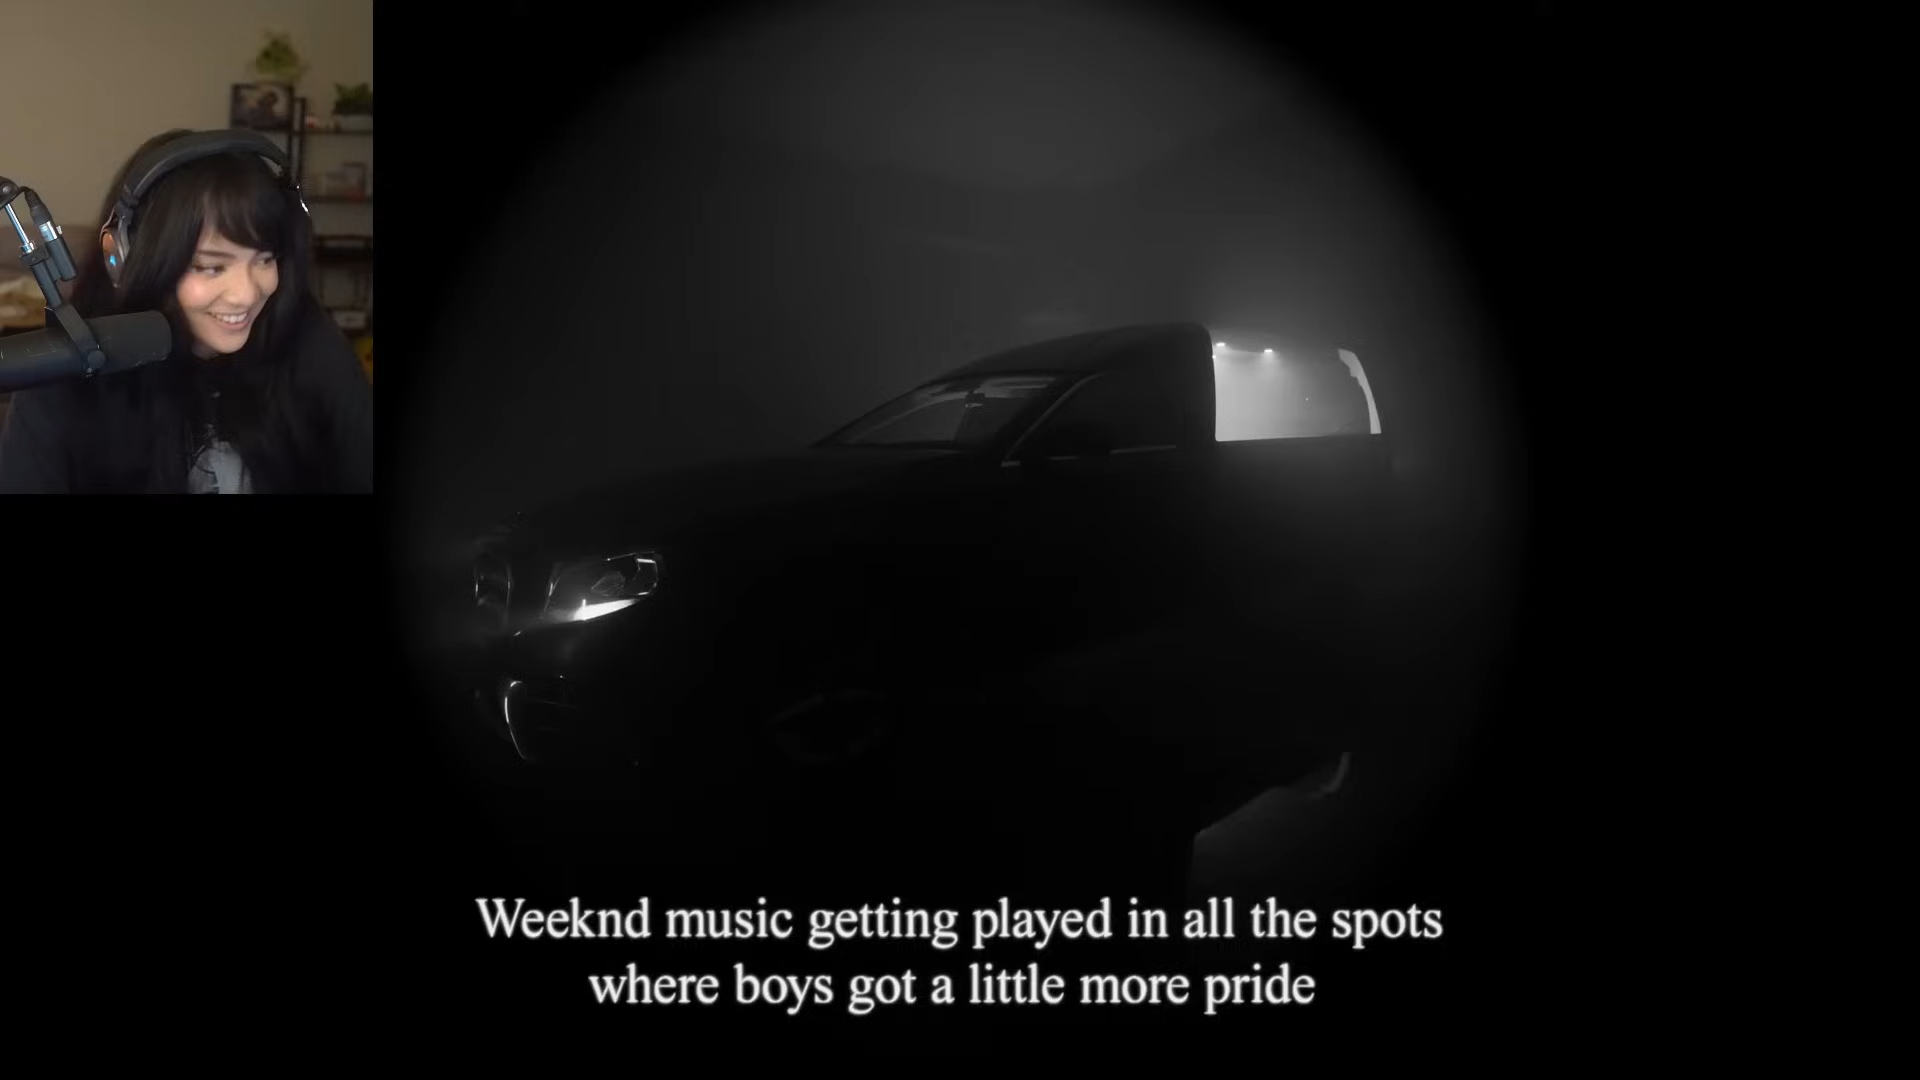 Weeknd music getting played in all the spots
where boys got a little more pride